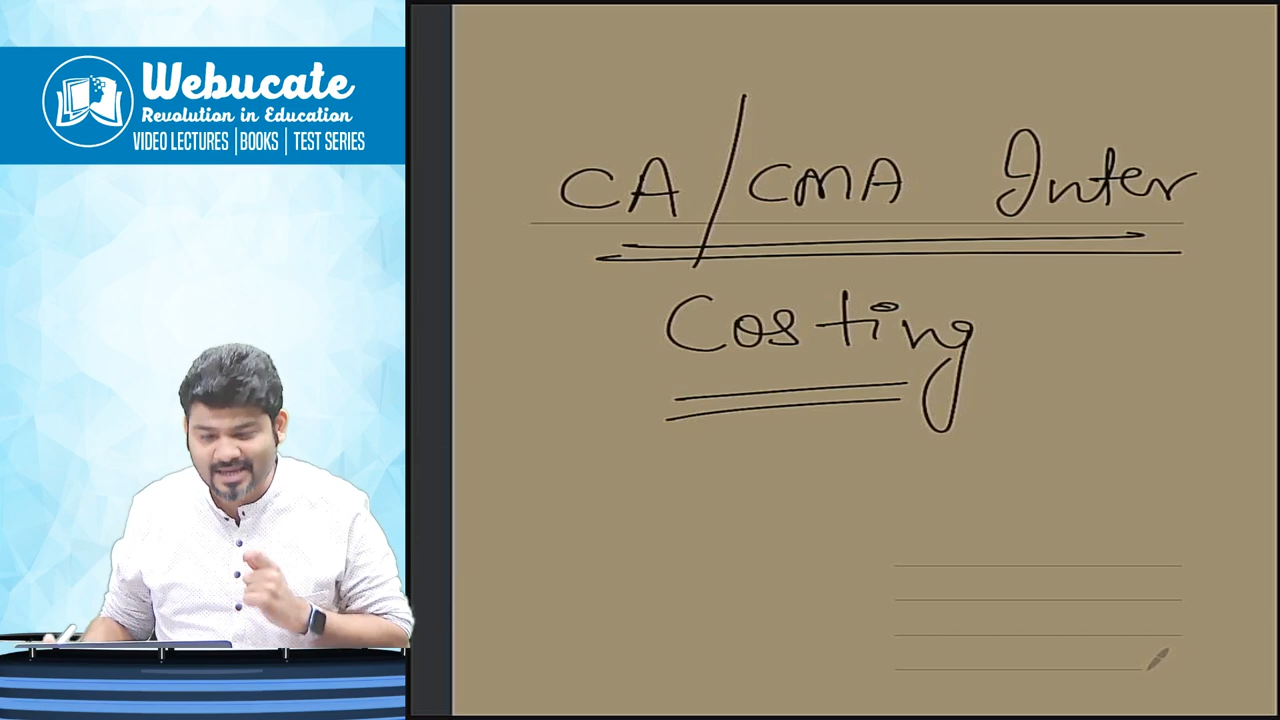 Webucate
Revolution in Education
VIDEO LECTURES | BOOKS | TEST SERIES
CA/CMA Inter
Costing